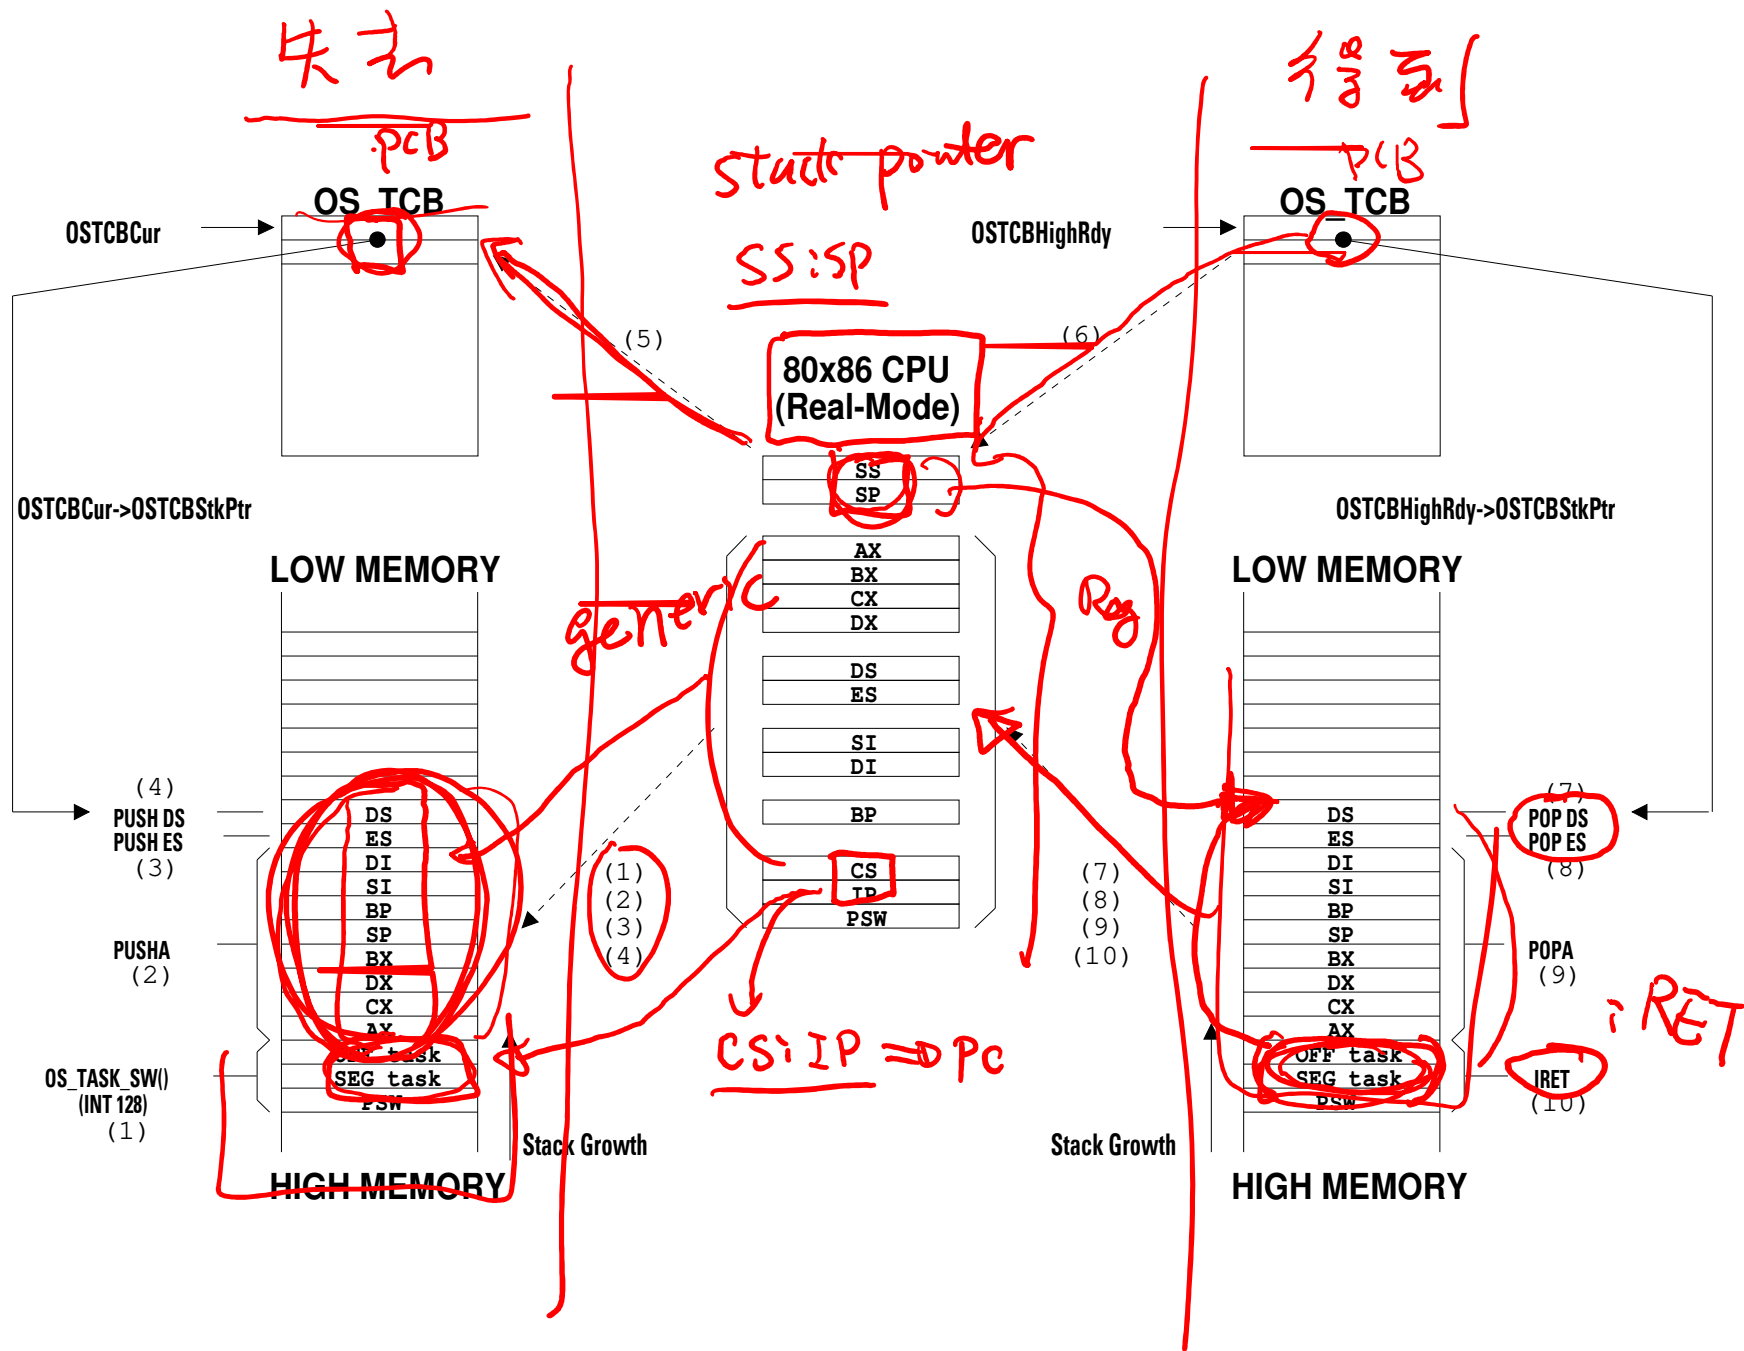 失去
得到
PCB
PCB
stack pointer
OS_TCB
OS_TCB
OSTCBCur
OSTCBHighRdy
SS:SP
(5)
(6)
80x86 CPU
(Real-Mode)
SS
SP
OSTCBCur->OSTCBStkPtr
OSTCBHighRdy->OSTCBStkPtr
LOW MEMORY
LOW MEMORY
AX
BX
CX
DX
generic
Reg
DS
ES
SI
DI
BP
CS
IP
PSW
(4)
PUSH DS
PUSH ES
(3)
PUSHA
(2)
OS_TASK_SW()
(INT 128)
(1)
DS
ES
DI
SI
BP
SP
BX
DX
CX
AX
OFF task
SEG task
PSW
(1)
(2)
(3)
(4)
(7)
(8)
(9)
(10)
CS:IP => PC
DS
ES
DI
SI
BP
SP
BX
DX
CX
AX
OFF task
SEG task
PSW
(7)
POP DS
POP ES
(8)
POPA
(9)
iRET
IRET
(10)
Stack Growth
Stack Growth
HIGH MEMORY
HIGH MEMORY